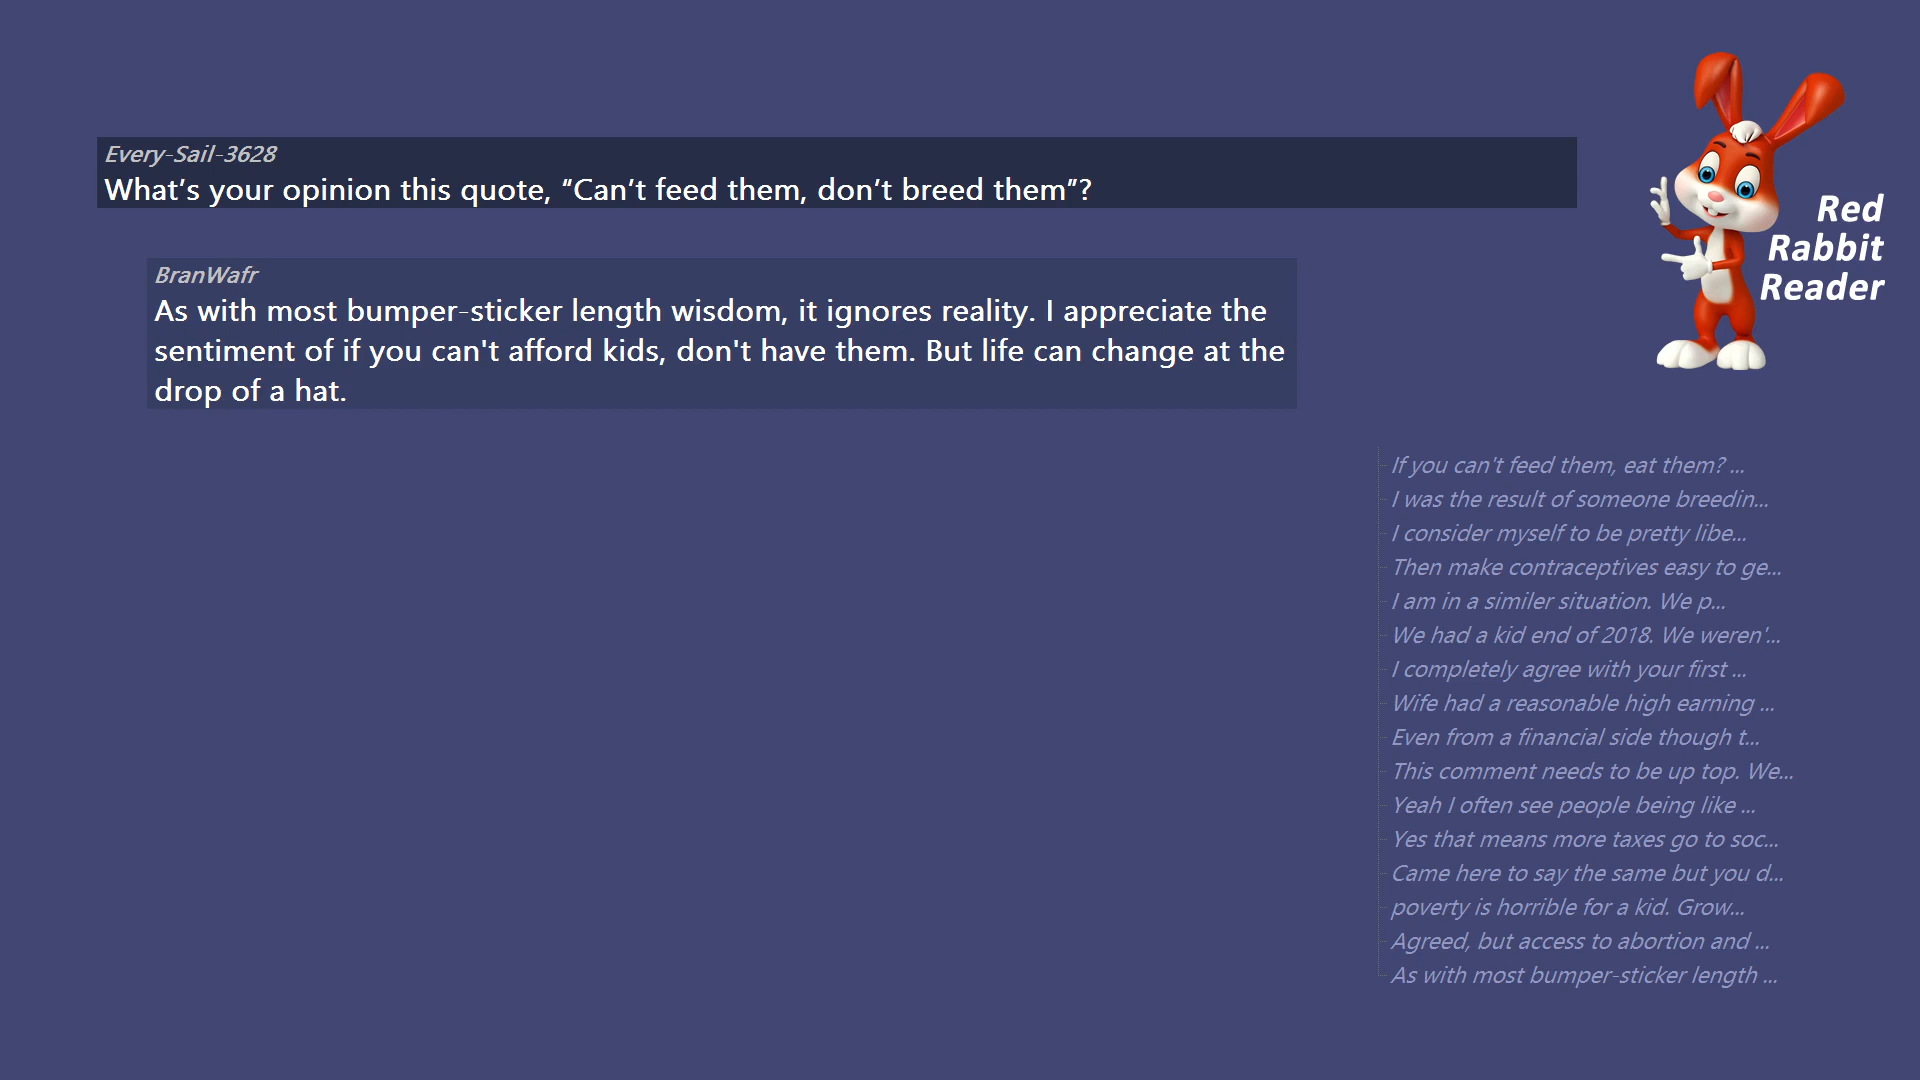 Every-Sail-3628
What’s your opinion this quote, “Can’t feed them, don’t breed them”?
BranWafr
As with most bumper-sticker length wisdom, it ignores reality. I appreciate the
sentiment of if you can't afford kids, don't have them. But life can change at the
drop of a hat.
Red
Rabbit
Reader
If you can't feed them, eat them? ...
I was the result of someone breedin...
I consider myself to be pretty libe...
Then make contraceptives easy to ge...
I am in a similer situation. We p...
We had a kid end of 2018. We weren'...
I completely agree with your first ...
Wife had a reasonable high earning ...
Even from a financial side though t...
This comment needs to be up top. We...
Yeah I often see people being like ...
Yes that means more taxes go to soc...
Came here to say the same but you d...
poverty is horrible for a kid. Grow...
Agreed, but access to abortion and ...
As with most bumper-sticker length ...